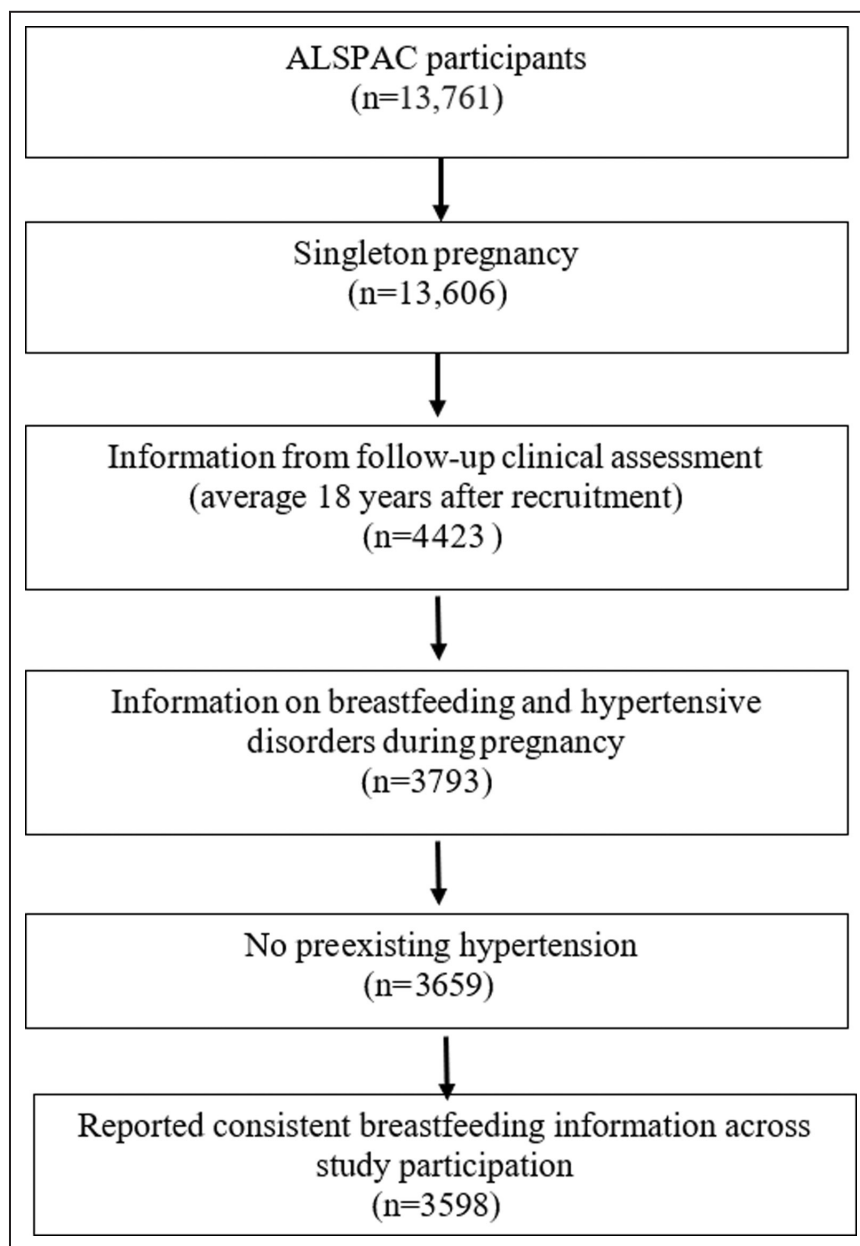 ALSPAC participants
(n=13,761)
Singleton pregnancy
(n=13,606)
Information from follow-up clinical assessment
(average 18 years after recruitment)
(n=4423 )
Information on breastfeeding and hypertensive
disorders during pregnancy
(n=3793)
No preexisting hypertension
(n=3659)
Reported consistent breastfeeding information across
study participation
(n=3598)